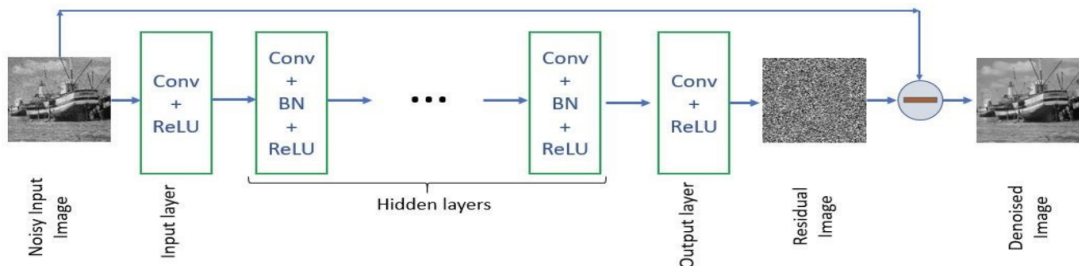 Conv
+
ReLU
Conv
+
BN
+
ReLU
Conv
+
BN
+
ReLU
Conv
+
ReLU
Hidden layers
Noisy Input
Image
Input layer
Output layer
Residual
Image
Denoised
Image